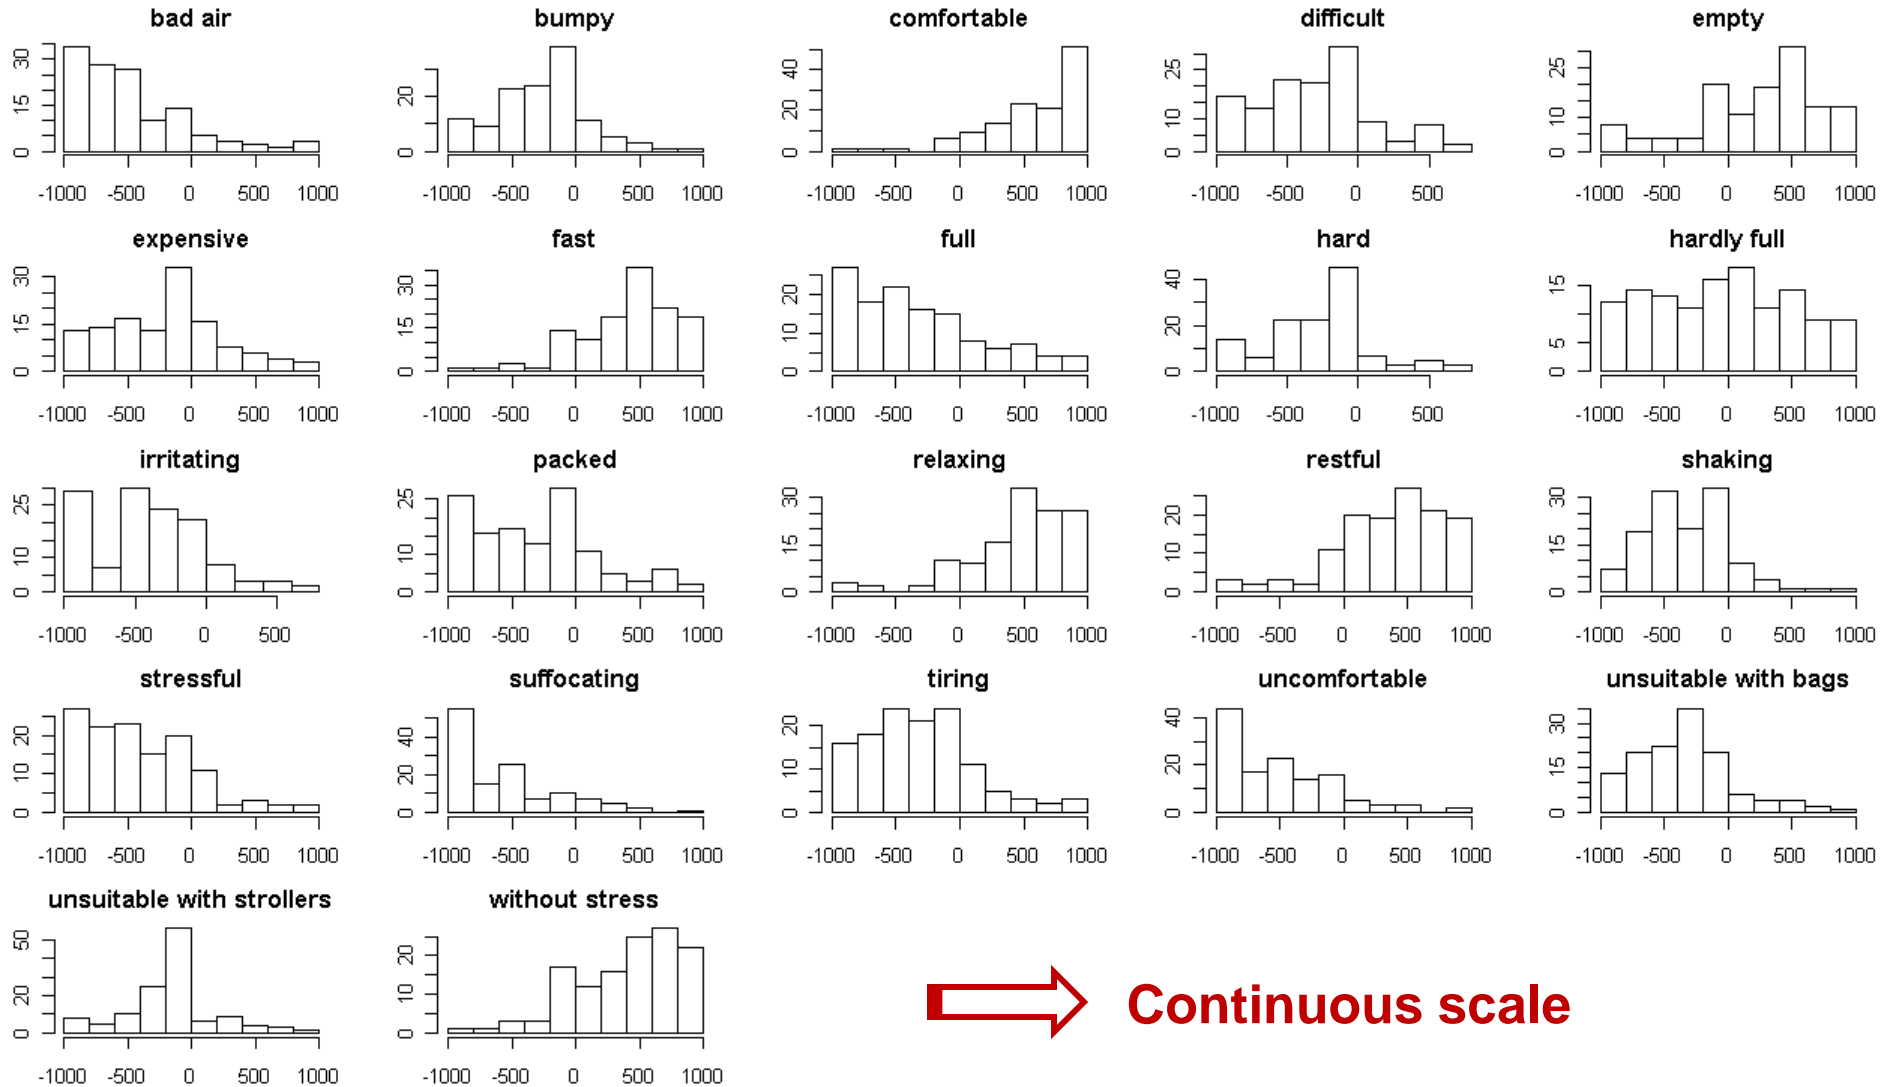 bad air bumpy comfortable difficult empty
0 15 30 0 20 0 20 40 0 10 25 0 10 25
-1000 -500 0 500 1000 -1000 -500 0 500 1000 -1000 -500 0 500 1000 -1000 -500 0 500 -1000 -500 0 500 1000
expensive fast full hard hardly full
0 15 30 0 15 30 0 10 20 0 20 40 0 5 15
-1000 -500 0 500 1000 -1000 -500 0 500 1000 -1000 -500 0 500 1000 -1000 -500 0 500 -1000 -500 0 500 1000
irritating packed relaxing restful shaking
0 10 25 0 10 25 0 15 30 0 10 20 0 15 30
-1000 -500 0 500 -1000 -500 0 500 1000 -1000 -500 0 500 1000 -1000 -500 0 500 1000 -1000 -500 0 500 1000
stressful suffocating tiring uncomfortable unsuitable with bags
0 10 20 0 20 40 0 10 20 0 20 40 0 15 30
-1000 -500 0 500 1000 -1000 -500 0 500 1000 -1000 -500 0 500 1000 -1000 -500 0 500 1000 -1000 -500 0 500 1000
unsuitable with strollers without stress
0 20 50 0 10 20
-1000 -500 0 500 1000 -1000 -500 0 500 1000
Continuous scale